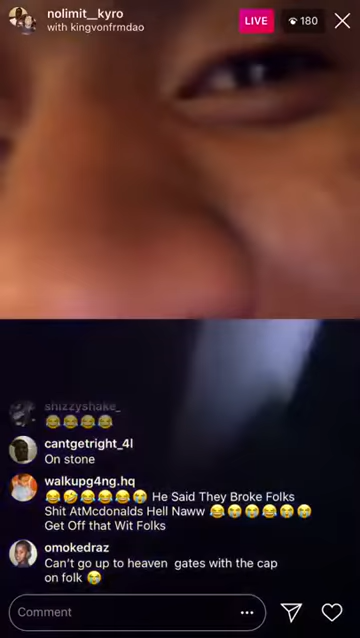 nolimit__kyro
with kingvonfrmdao
LIVE
180
shizzyshake_
😂😂😂😂
cantgetright_4l
On stone
walkupg4ng.hq
😂🤣😂😂😂😭 He Said They Broke Folks
Shit AtMcdonalds Hell Naww 😂😭😭😂😭😭
Get Off that Wit Folks
omokedraz
Can't go up to heaven gates with the cap
on folk 😭
Comment